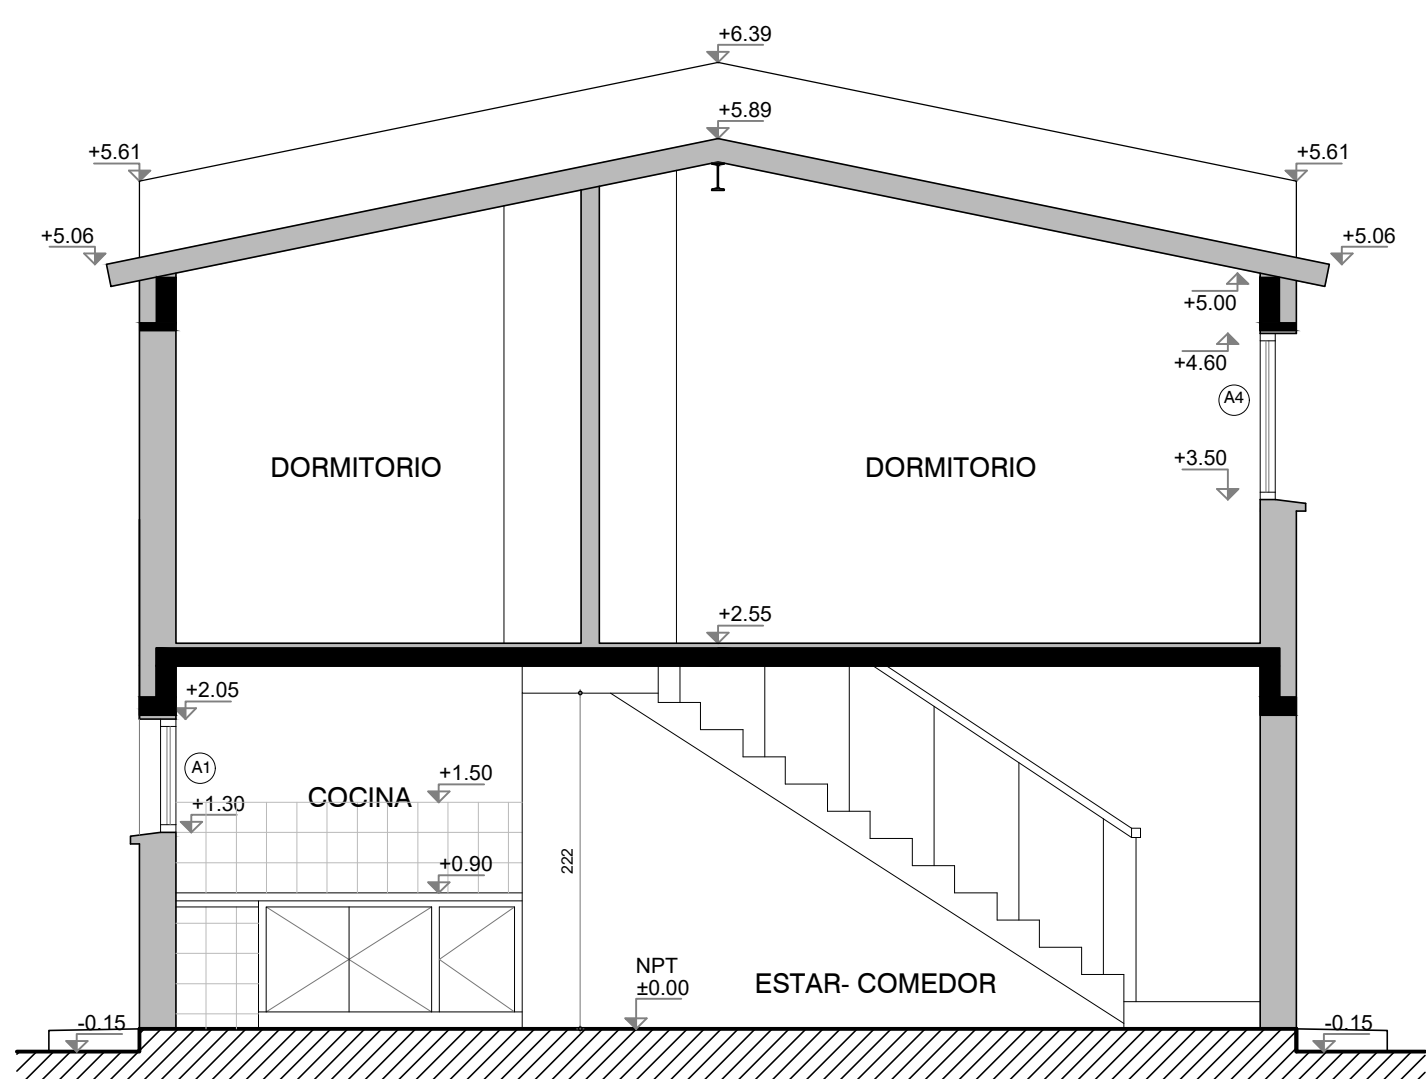 +6.39
+5.89
+5.61
+5.61
+5.06
+5.06
+5.00
+4.60
A4
DORMITORIO
DORMITORIO
+3.50
+2.55
+2.05
A1
+1.50
COCINA
+1.30
+0.90
222
NPT
±0.00
ESTAR- COMEDOR
-0.15
-0.15